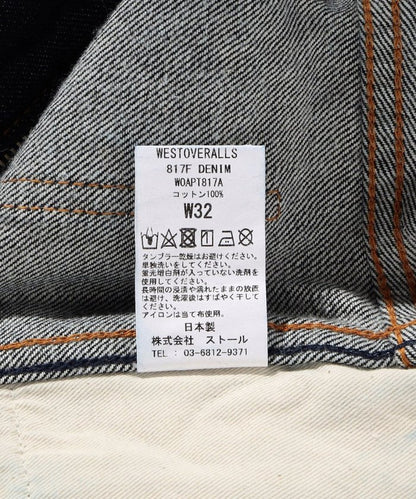 WESTOVERALLS
817F DENIM
WOAPT817A
コットン100%
W32
タンブラー乾燥はお避けください。
単独洗いをしてください。
蛍光増白剤が入っていない洗剤を
使用してください。
長時間の浸漬や濡れたままの放置
は避け、洗濯後はすばやく干して
ください。
アイロンは当て布使用。
日本製
株式会社 ストール
TEL : 03-6812-9371